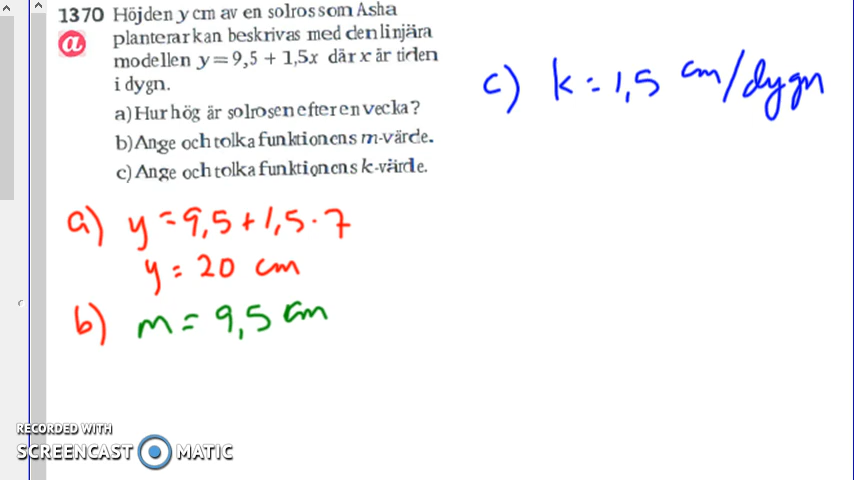 1370 Höjden y cm av en solros som Asha
a planterar kan beskrivas med den linjära
modellen y = 9,5 + 1,5x där x är tiden
i dygn.
a) Hur hög är solrosen efter en vecka?
b) Ange och tolka funktionens m-värde.
c) Ange och tolka funktionens k-värde.
c) k = 1,5 cm/dygn
a) y = 9,5 + 1,5 · 7
y = 20 cm
b) m = 9,5 cm
RECORDED WITH
SCREENCAST MATIC